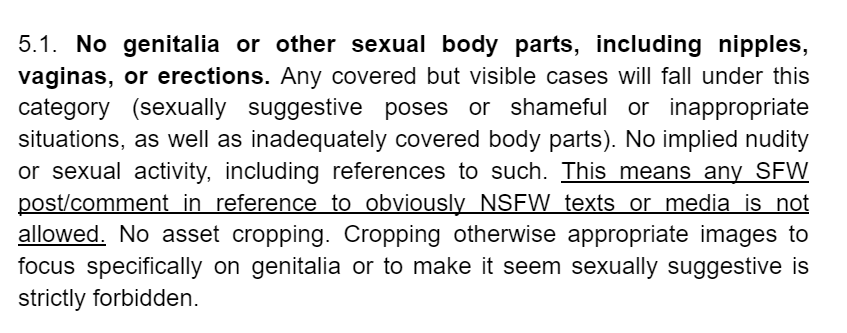 5.1. No genitalia or other sexual body parts, including nipples,
vaginas, or erections. Any covered but visible cases will fall under this
category (sexually suggestive poses or shameful or inappropriate
situations, as well as inadequately covered body parts). No implied nudity
or sexual activity, including references to such. This means any SFW
post/comment in reference to obviously NSFW texts or media is not
allowed. No asset cropping. Cropping otherwise appropriate images to
focus specifically on genitalia or to make it seem sexually suggestive is
strictly forbidden.